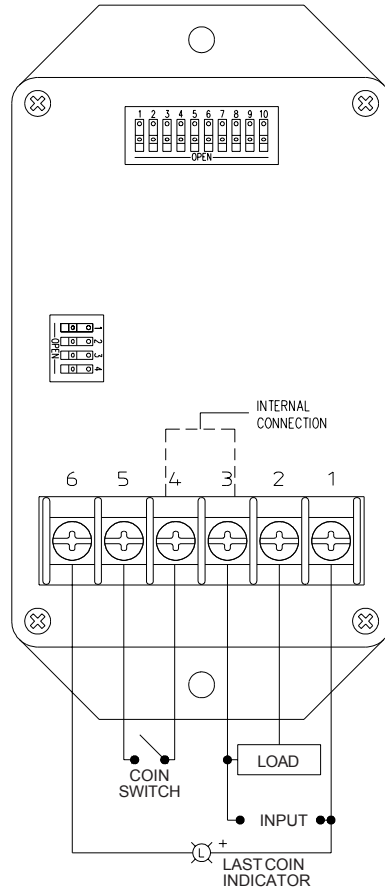 1 2 3 4 5 6 7 8 9 10
OPEN
OPEN
1
2
3
4
INTERNAL
CONNECTION
6 5 4 3 2 1
COIN
SWITCH
LOAD
INPUT
L +
LAST COIN
INDICATOR